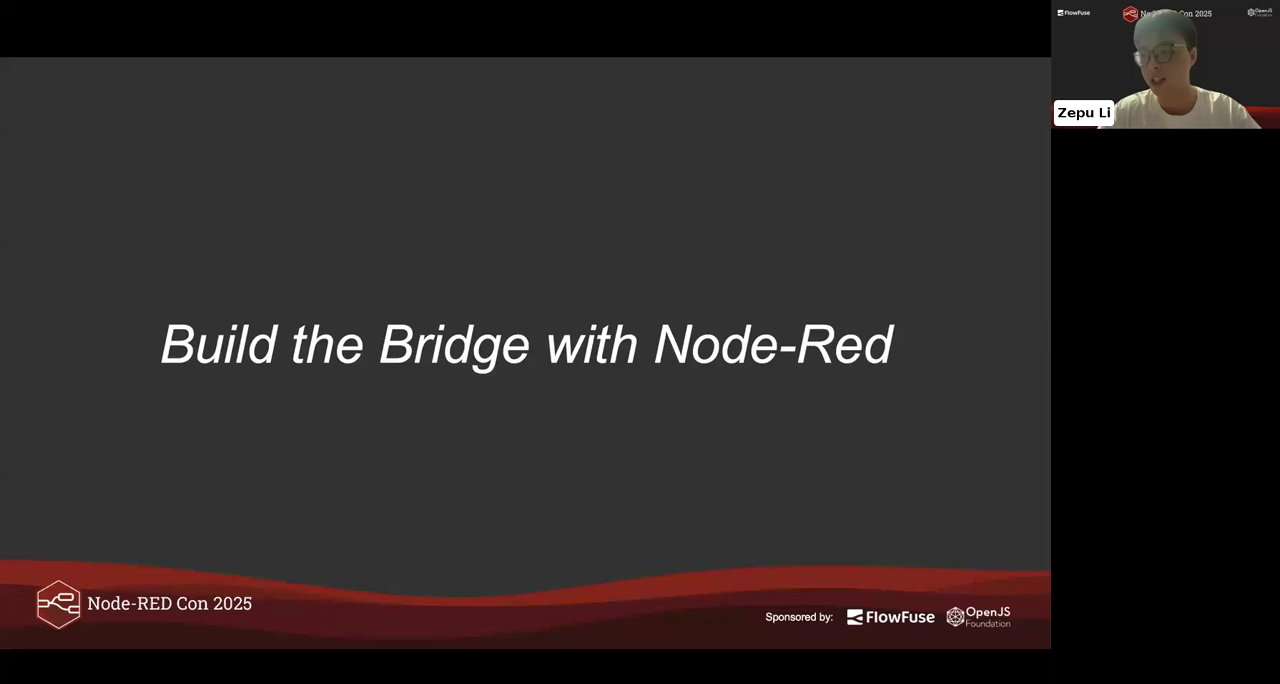 Build the Bridge with Node-Red
Node-RED Con 2025
Sponsored by:
FlowFuse
OpenJS
Foundation
FlowFuse
Con 2025
OpenJS
Zepu Li